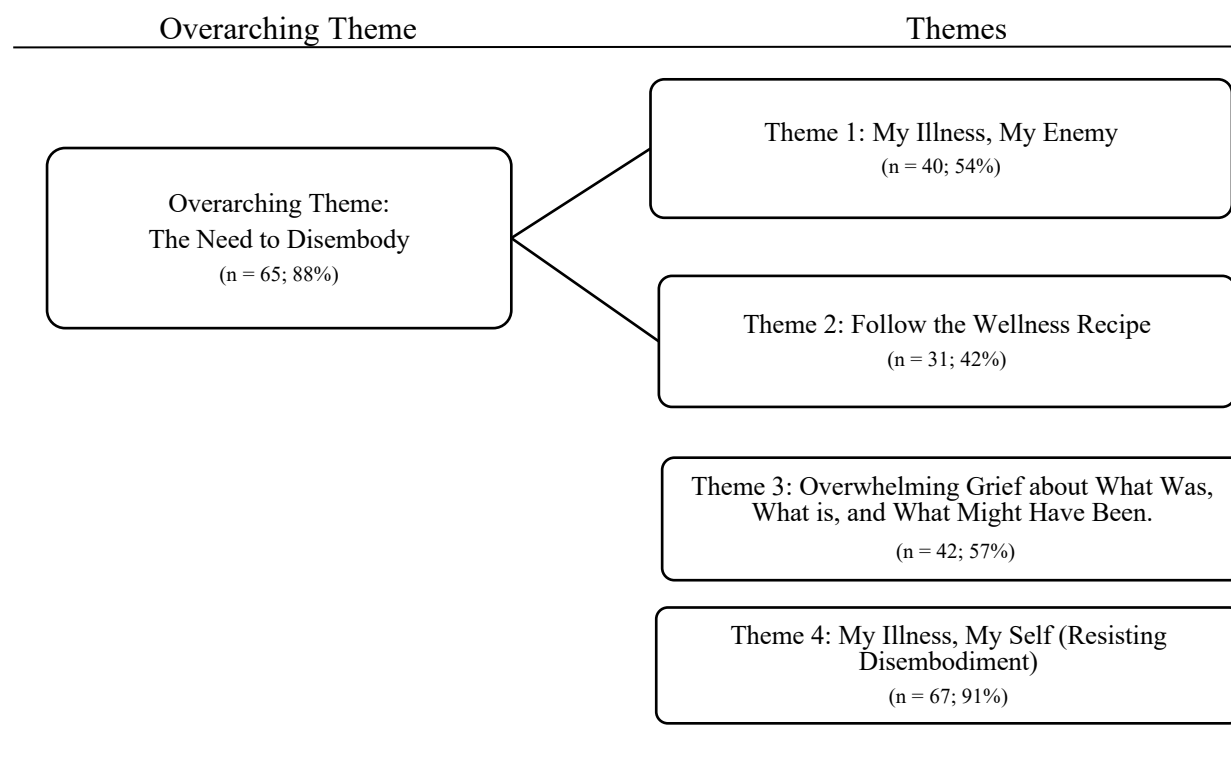 Overarching Theme
Themes
Overarching Theme:
The Need to Disembody
(n = 65; 88%)
Theme 1: My Illness, My Enemy
(n = 40; 54%)
Theme 2: Follow the Wellness Recipe
(n = 31; 42%)
Theme 3: Overwhelming Grief about What Was,
What is, and What Might Have Been.
(n = 42; 57%)
Theme 4: My Illness, My Self (Resisting
Disembodiment)
(n = 67; 91%)